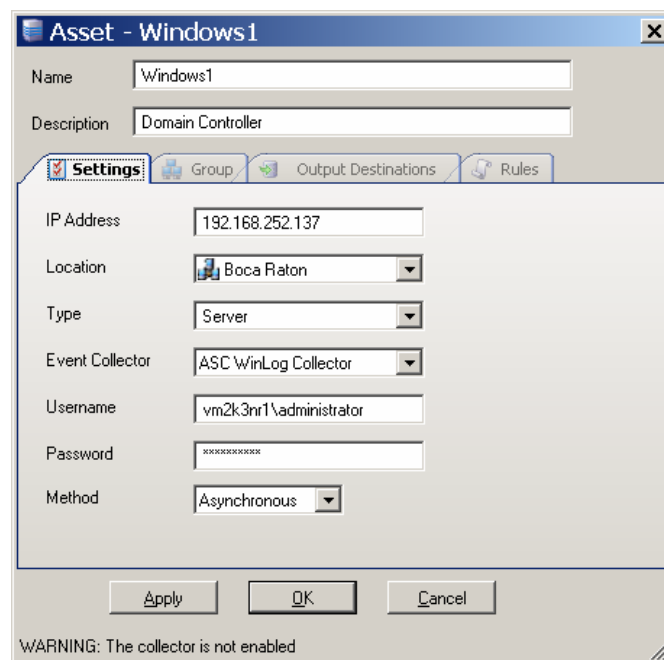 Asset - Windows1
Name Windows1
Description Domain Controller
Settings Group Output Destinations Rules
IP Address 192.168.252.137
Location Boca Raton
Type Server
Event Collector ASC WinLog Collector
Username vm2k3nr1\administrator
Password xxxxxxxxxx
Method Asynchronous
Apply OK Cancel
WARNING: The collector is not enabled